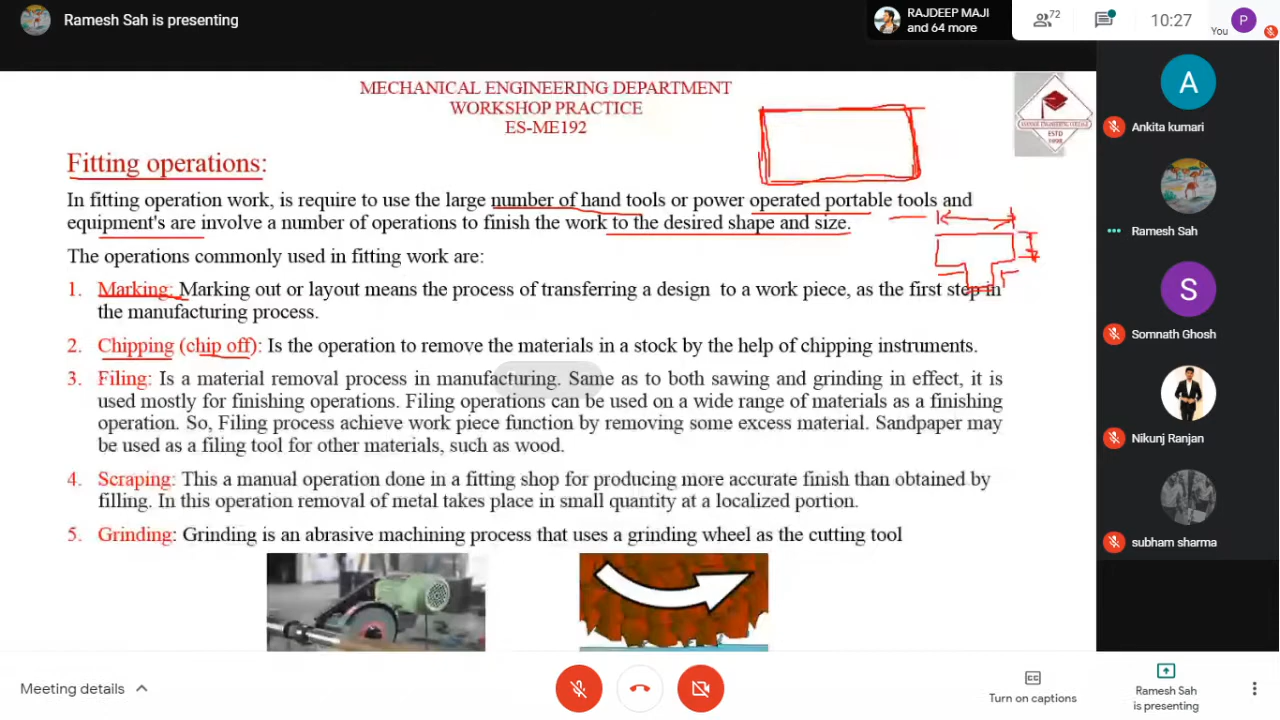 Ramesh Sah is presenting
RAJDEEP MAJI
and 64 more
72
10:27
You
P
MECHANICAL ENGINEERING DEPARTMENT
WORKSHOP PRACTICE
ES-ME192
Fitting operations:
In fitting operation work, is require to use the large number of hand tools or power operated portable tools and
equipment's are involve a number of operations to finish the work to the desired shape and size.
The operations commonly used in fitting work are:
1. Marking: Marking out or layout means the process of transferring a design to a work piece, as the first step in
the manufacturing process.
2. Chipping (chip off): Is the operation to remove the materials in a stock by the help of chipping instruments.
3. Filing: Is a material removal process in manufacturing. Same as to both sawing and grinding in effect, it is
used mostly for finishing operations. Filing operations can be used on a wide range of materials as a finishing
operation. So, Filing process achieve work piece function by removing some excess material. Sandpaper may
be used as a filing tool for other materials, such as wood.
4. Scraping: This a manual operation done in a fitting shop for producing more accurate finish than obtained by
filling. In this operation removal of metal takes place in small quantity at a localized portion.
5. Grinding: Grinding is an abrasive machining process that uses a grinding wheel as the cutting tool
ESTD
A
Ankita kumari
Ramesh Sah
S
Somnath Ghosh
Nikunj Ranjan
subham sharma
Meeting details
CC
Turn on captions
Ramesh Sah
is presenting